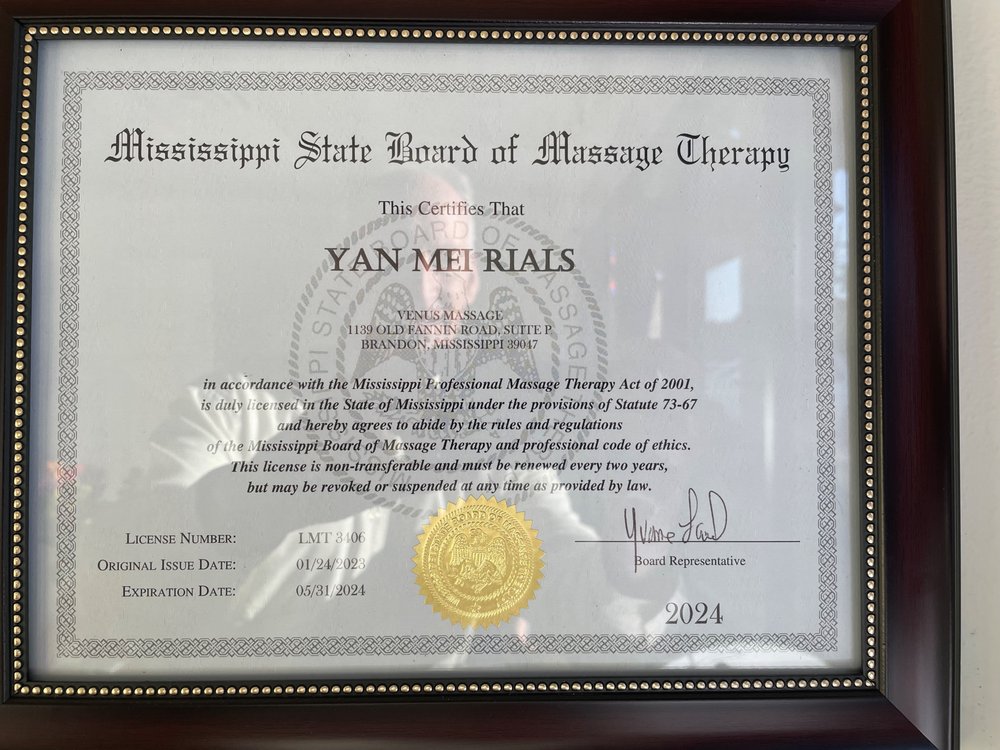 Mississippi State Board of Massage Therapy
This Certifies That
YAN MEI RIALS
VENUS MASSAGE
1139 OLD FANNIN ROAD, SUITE P
BRANDON, MISSISSIPPI 39047
in accordance with the Mississippi Professional Massage Therapy Act of 2001,
is duly licensed in the State of Mississippi under the provisions of Statute 73-67
and hereby agrees to abide by the rules and regulations
of the Mississippi Board of Massage Therapy and professional code of ethics.
This license is non-transferable and must be renewed every two years,
but may be revoked or suspended at any time as provided by law.
LICENSE NUMBER: LMT 3406
ORIGINAL ISSUE DATE: 01/24/2023
EXPIRATION DATE: 05/31/2024
Yvonne
Board Representative
2024